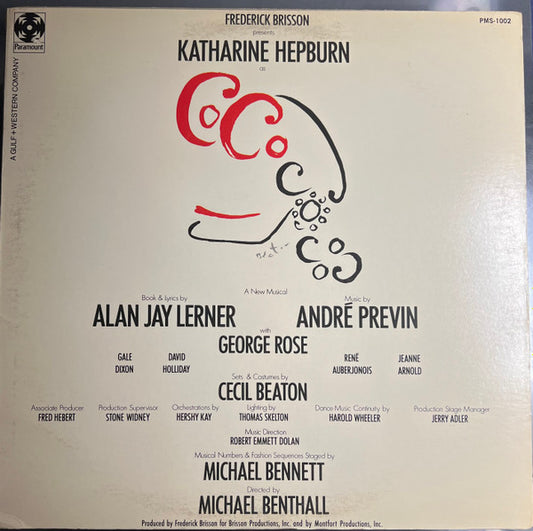 FREDERICK BRISSON
PMS-1002
presents
Paramount
A GULF + WESTERN COMPANY
KATHARINE HEPBURN
as
COCO
A New Musical
Book & Lyrics by
Music by
ALAN JAY LERNER
ANDRÉ PREVIN
with
GEORGE ROSE
GALE DAVID RENÉ JEANNE
DIXON HOLLIDAY AUBERJONOIS ARNOLD
Sets & Costumes by
CECIL BEATON
Associate Producer Production Supervisor Orchestrations by Lighting by Dance Music Continuity by Production Stage Manager
FRED HEBERT STONE WIDNEY HERSHY KAY THOMAS SKELTON HAROLD WHEELER JERRY ADLER
Music Direction
ROBERT EMMETT DOLAN
Musical Numbers & Fashion Sequences Staged by
MICHAEL BENNETT
Directed by
MICHAEL BENTHALL
Produced by Frederick Brisson for Brisson Productions, Inc. and by Montfort Productions, Inc.